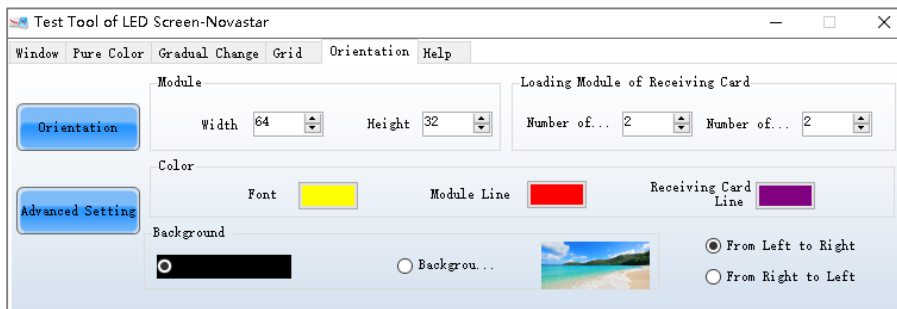 Test Tool of LED Screen-Novastar
Window Pure Color Gradual Change Grid Orientation Help
Module
Loading Module of Receiving Card
Orientation
Width 64
Height 32
Number of... 2
Number of... 2
Color
Font
Module Line
Receiving Card
Line
Advanced Setting
Background
Backgrou...
From Left to Right
From Right to Left